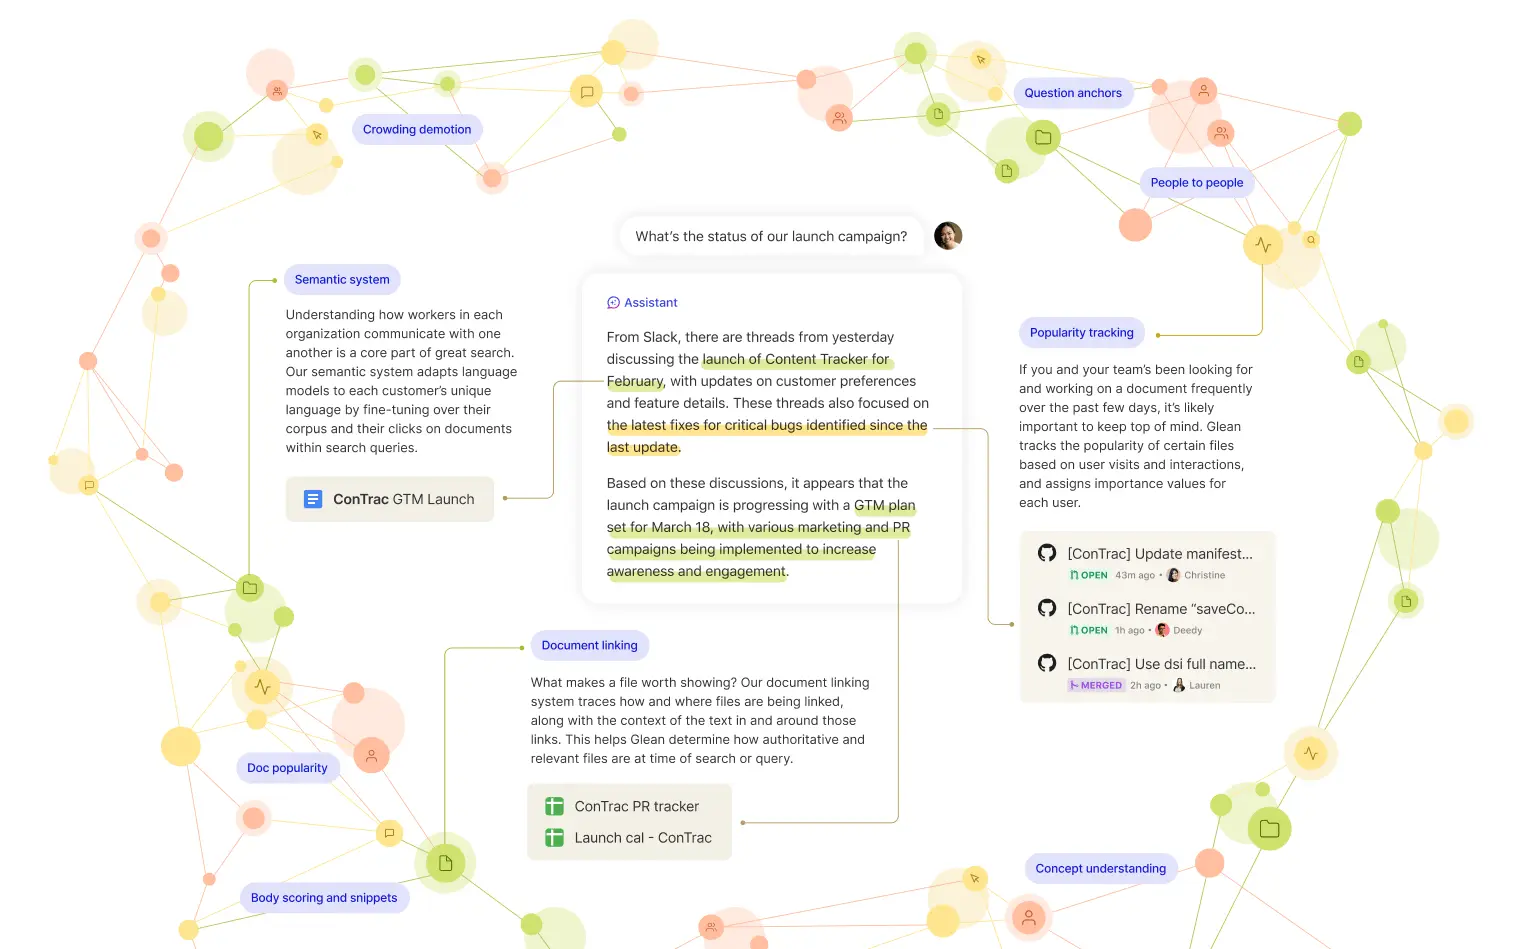 Question anchors
Crowding demotion
People to people
What's the status of our launch campaign?
Semantic system
Understanding how workers in each
organization communicate with one
another is a core part of great search.
Our semantic system adapts language
models to each customer's unique
language by fine-tuning over their
corpus and their clicks on documents
within search queries.
ConTrac GTM Launch
Assistant
From Slack, there are threads from yesterday
discussing the launch of Content Tracker for
February, with updates on customer preferences
and feature details. These threads also focused on
the latest fixes for critical bugs identified since the
last update.
Based on these discussions, it appears that the
launch campaign is progressing with a GTM plan
set for March 18, with various marketing and PR
campaigns being implemented to increase
awareness and engagement.
Popularity tracking
If you and your team's been looking for
and working on a document frequently
over the past few days, it's likely
important to keep top of mind. Glean
tracks the popularity of certain files
based on user visits and interactions,
and assigns importance values for
each user.
[ConTrac] Update manifest...
OPEN 43m ago • Christine
[ConTrac] Rename “saveCo...
OPEN 1h ago • Deedy
[ConTrac] Use dsi full name...
MERGED 2h ago • Lauren
Document linking
What makes a file worth showing? Our document linking
system traces how and where files are being linked,
along with the context of the text in and around those
links. This helps Glean determine how authoritative and
relevant files are at time of search or query.
ConTrac PR tracker
Launch cal - ConTrac
Doc popularity
Body scoring and snippets
Concept understanding